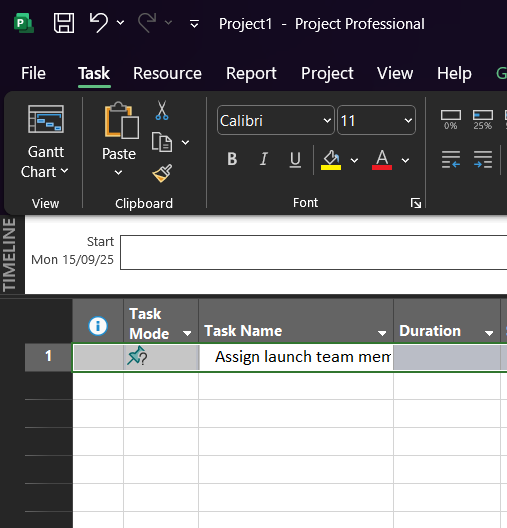 Project1 - Project Professional
File Task Resource Report Project View Help
Gantt Chart
Paste
Calibri 11
B I U A
0% 25%
View Clipboard Font
TIMELINE
Start
Mon 15/09/25
Task Mode Task Name Duration
1 Assign launch team mem